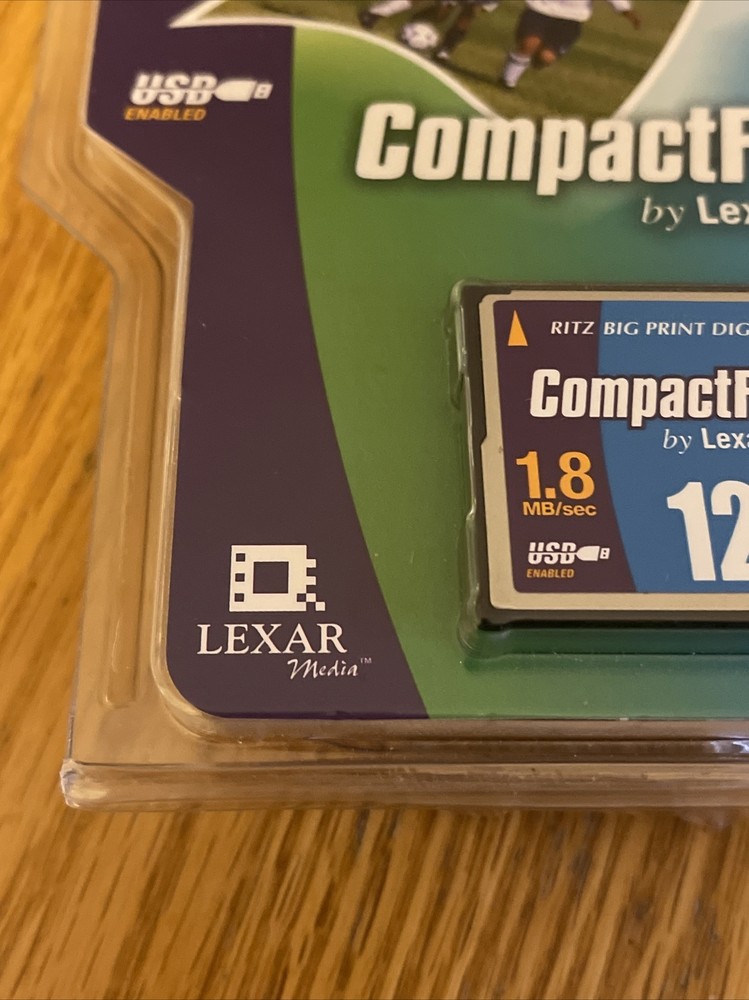 USB
ENABLED
CompactF
by Lex
RITZ BIG PRINT DIG
CompactF
by Lexa
1.8
MB/sec
12
USB
ENABLED
LEXAR
Media™